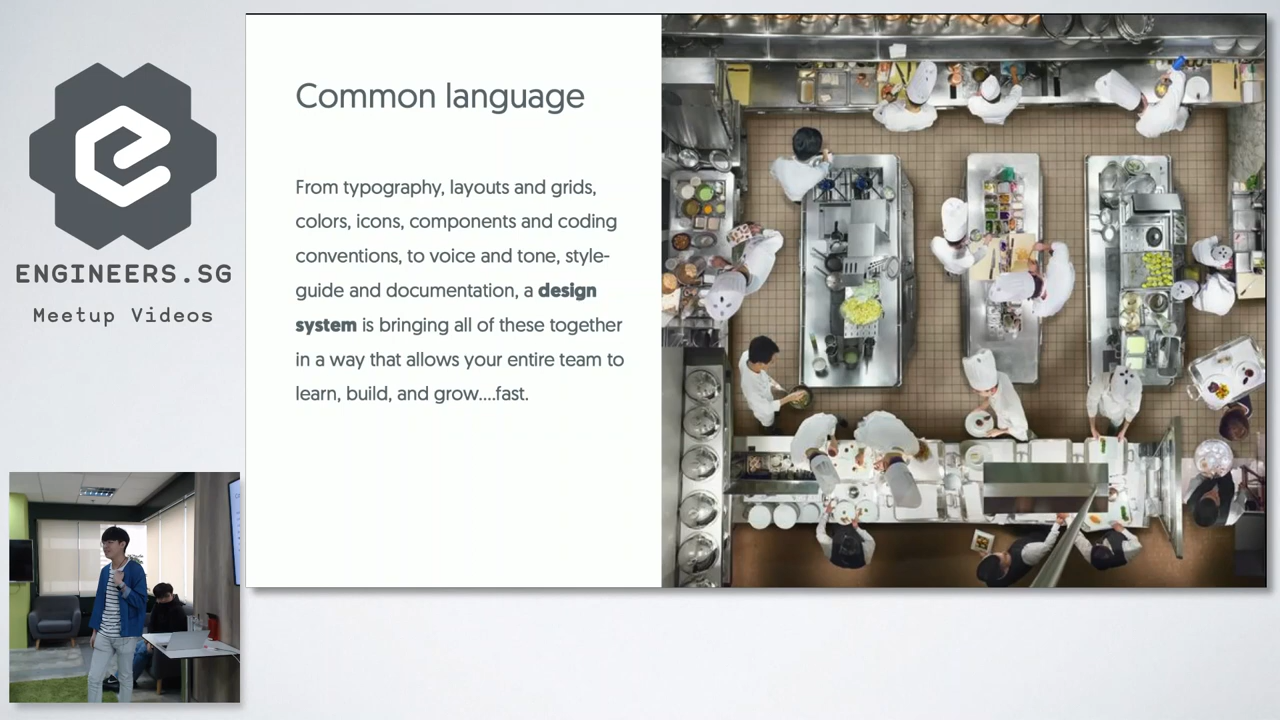 ENGINEERS.SG
Meetup Videos
Common language
From typography, layouts and grids,
colors, icons, components and coding
conventions, to voice and tone, style-
guide and documentation, a design
system is bringing all of these together
in a way that allows your entire team to
learn, build, and grow....fast.